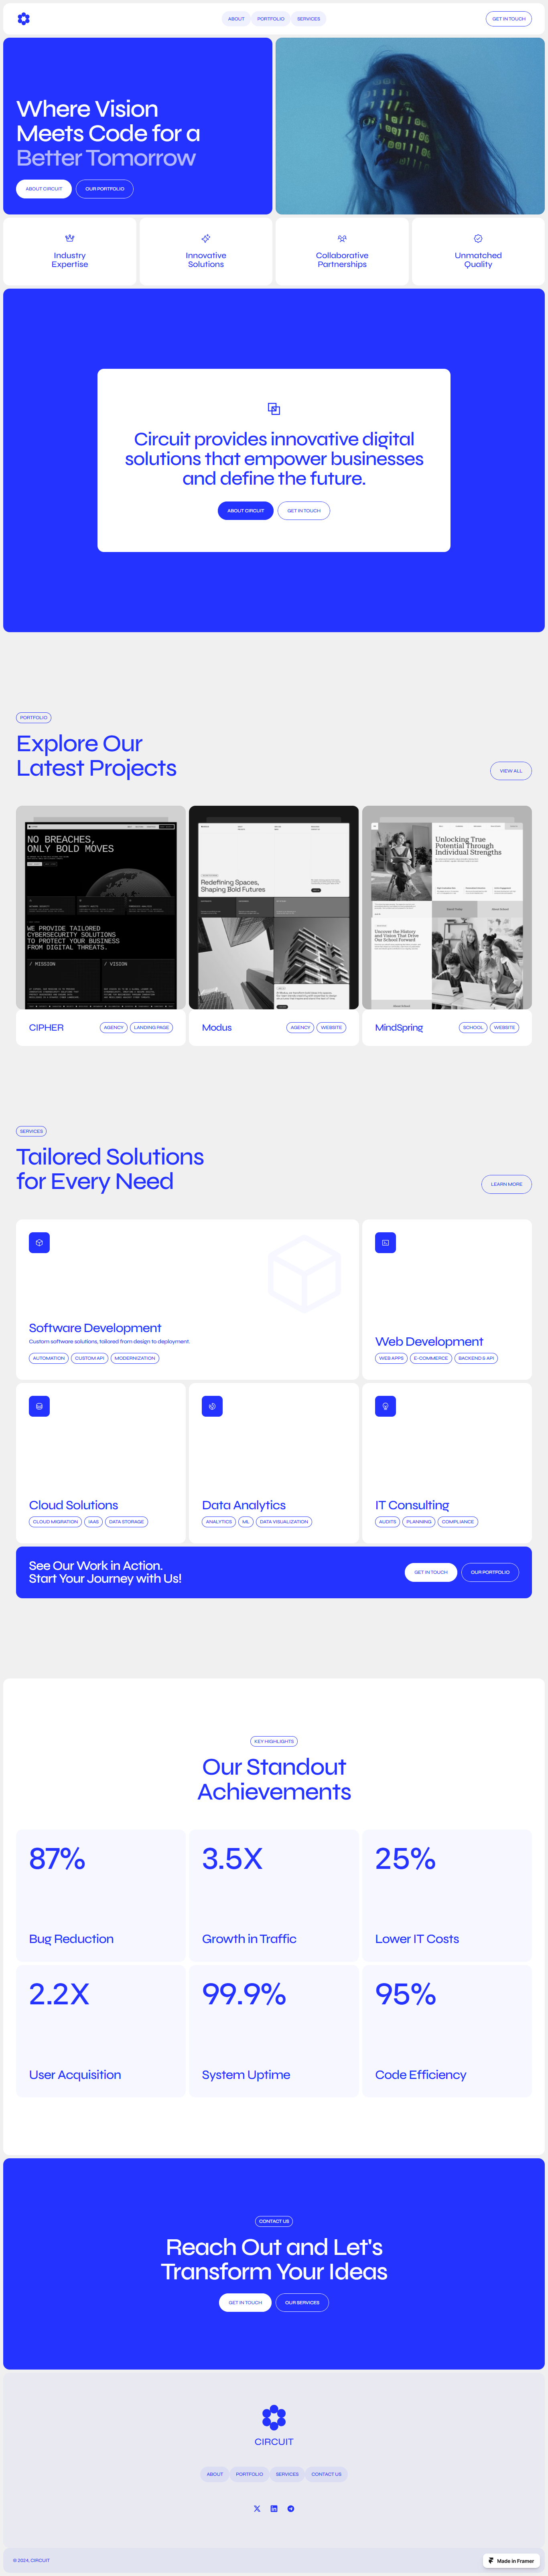 ABOUT PORTFOLIO SERVICES GET IN TOUCH
Where Vision
Meets Code for a
Better Tomorrow
ABOUT CIRCUIT OUR PORTFOLIO
Industry
Expertise
Innovative
Solutions
Collaborative
Partnerships
Unmatched
Quality
Circuit provides innovative digital
solutions that empower businesses
and define the future.
ABOUT CIRCUIT GET IN TOUCH
PORTFOLIO
Explore Our
Latest Projects
VIEW ALL
NO BREACHES,
ONLY BOLD MOVES
WE PROVIDE TAILORED
CYBERSECURITY SOLUTIONS
TO PROTECT YOUR BUSINESS
FROM DIGITAL THREATS.
/ MISSION / VISION
CIPHER AGENCY LANDING PAGE
Redefining Spaces,
Shaping Bold Futures
Modus AGENCY WEBSITE
Unlocking True
Potential Through
Individual Strengths
Uncover the History
and Vision That Drive
Our School Forward
MindSpring SCHOOL WEBSITE
SERVICES
Tailored Solutions
for Every Need
LEARN MORE
Software Development
Custom software solutions, tailored from design to deployment.
AUTOMATION CUSTOM API MODERNIZATION
Web Development
WEB APPS E-COMMERCE BACKEND & API
Cloud Solutions
CLOUD MIGRATION IAAS DATA STORAGE
Data Analytics
ANALYTICS ML DATA VISUALIZATION
IT Consulting
AUDITS PLANNING COMPLIANCE
See Our Work in Action.
Start Your Journey with Us!
GET IN TOUCH OUR PORTFOLIO
KEY HIGHLIGHTS
Our Standout
Achievements
87%
Bug Reduction
3.5X
Growth in Traffic
25%
Lower IT Costs
2.2X
User Acquisition
99.9%
System Uptime
95%
Code Efficiency
CONTACT US
Reach Out and Let's
Transform Your Ideas
GET IN TOUCH OUR SERVICES
CIRCUIT
ABOUT PORTFOLIO SERVICES CONTACT US
© 2024, CIRCUIT
Made in Framer